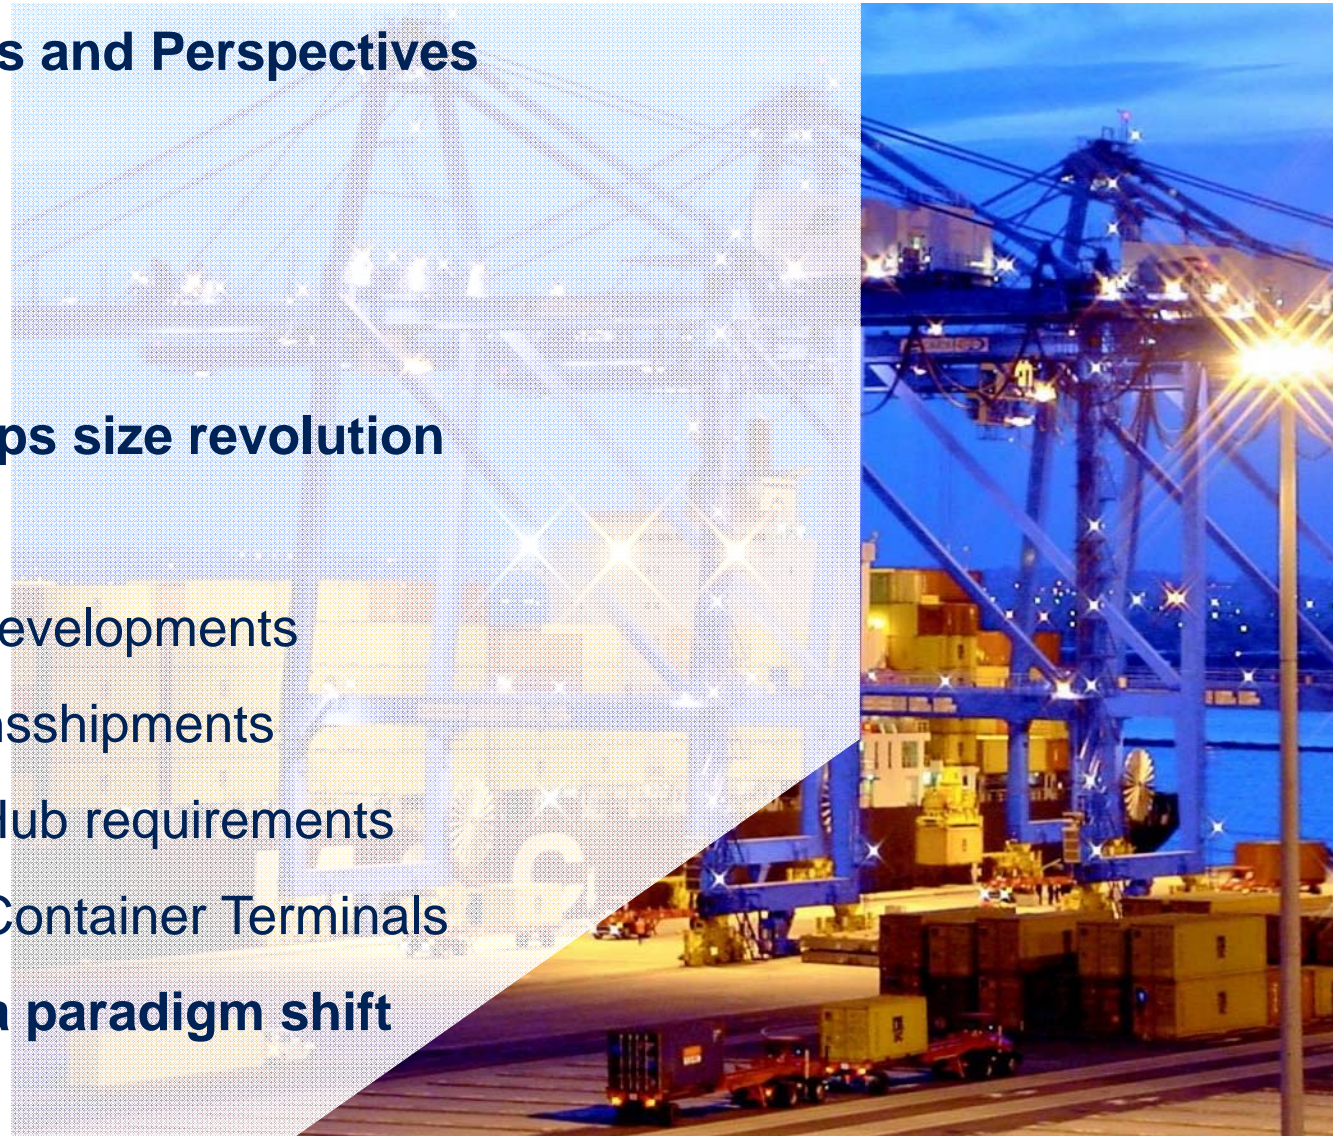 s and Perspectives
ps size revolution
evelopments
nsshipments
Hub requirements
Container Terminals
a paradigm shift